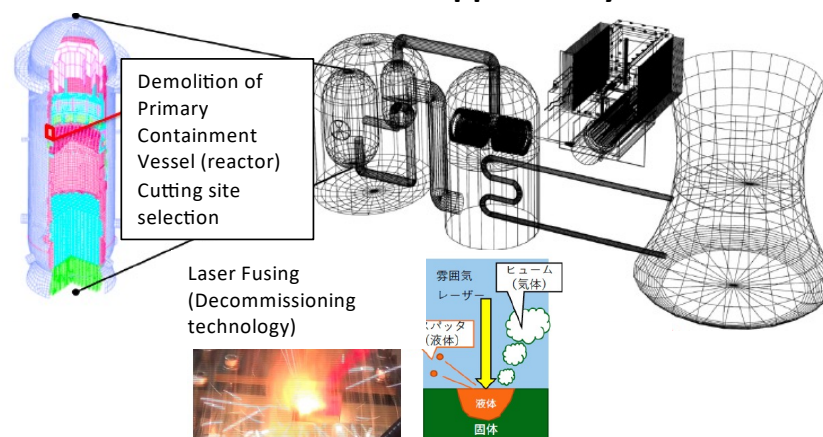 Demolition of
Primary
Containment
Vessel (reactor)
Cutting site
selection
Laser Fusing
(Decommissioning
technology)
雰囲気
レーザー
ヒューム
(気体)
パッタ
(液体)
液体
固体